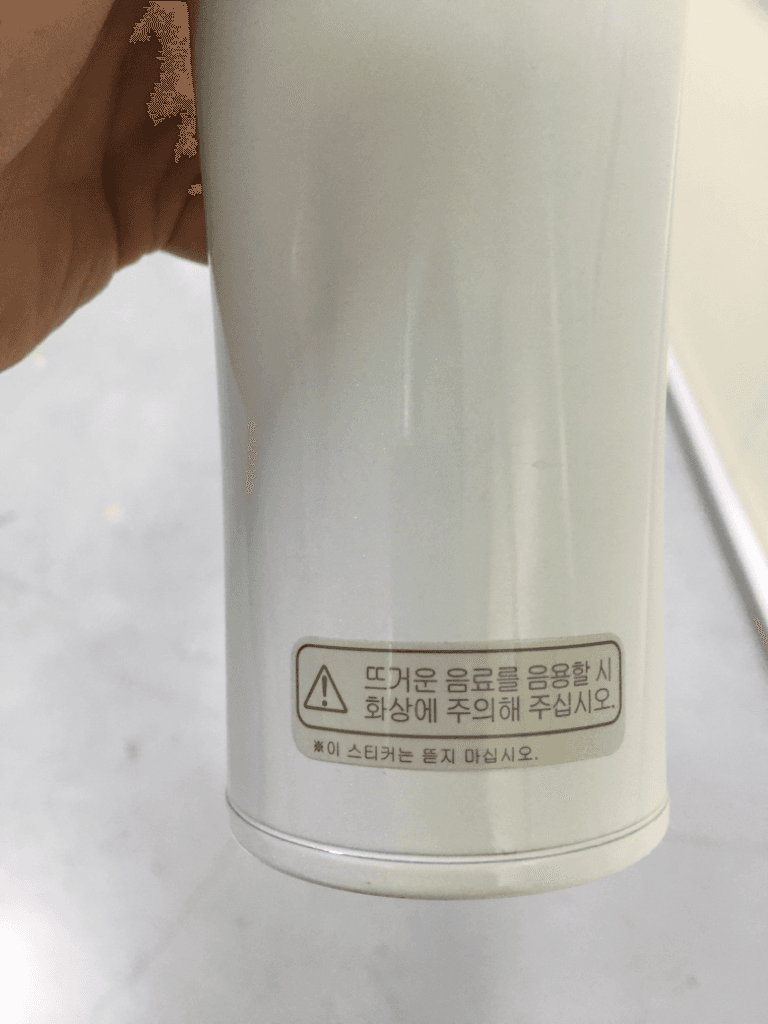 뜨거운 음료를 음용할 시
화상에 주의해 주십시오.
※이 스티커는 뜯지 마십시오.